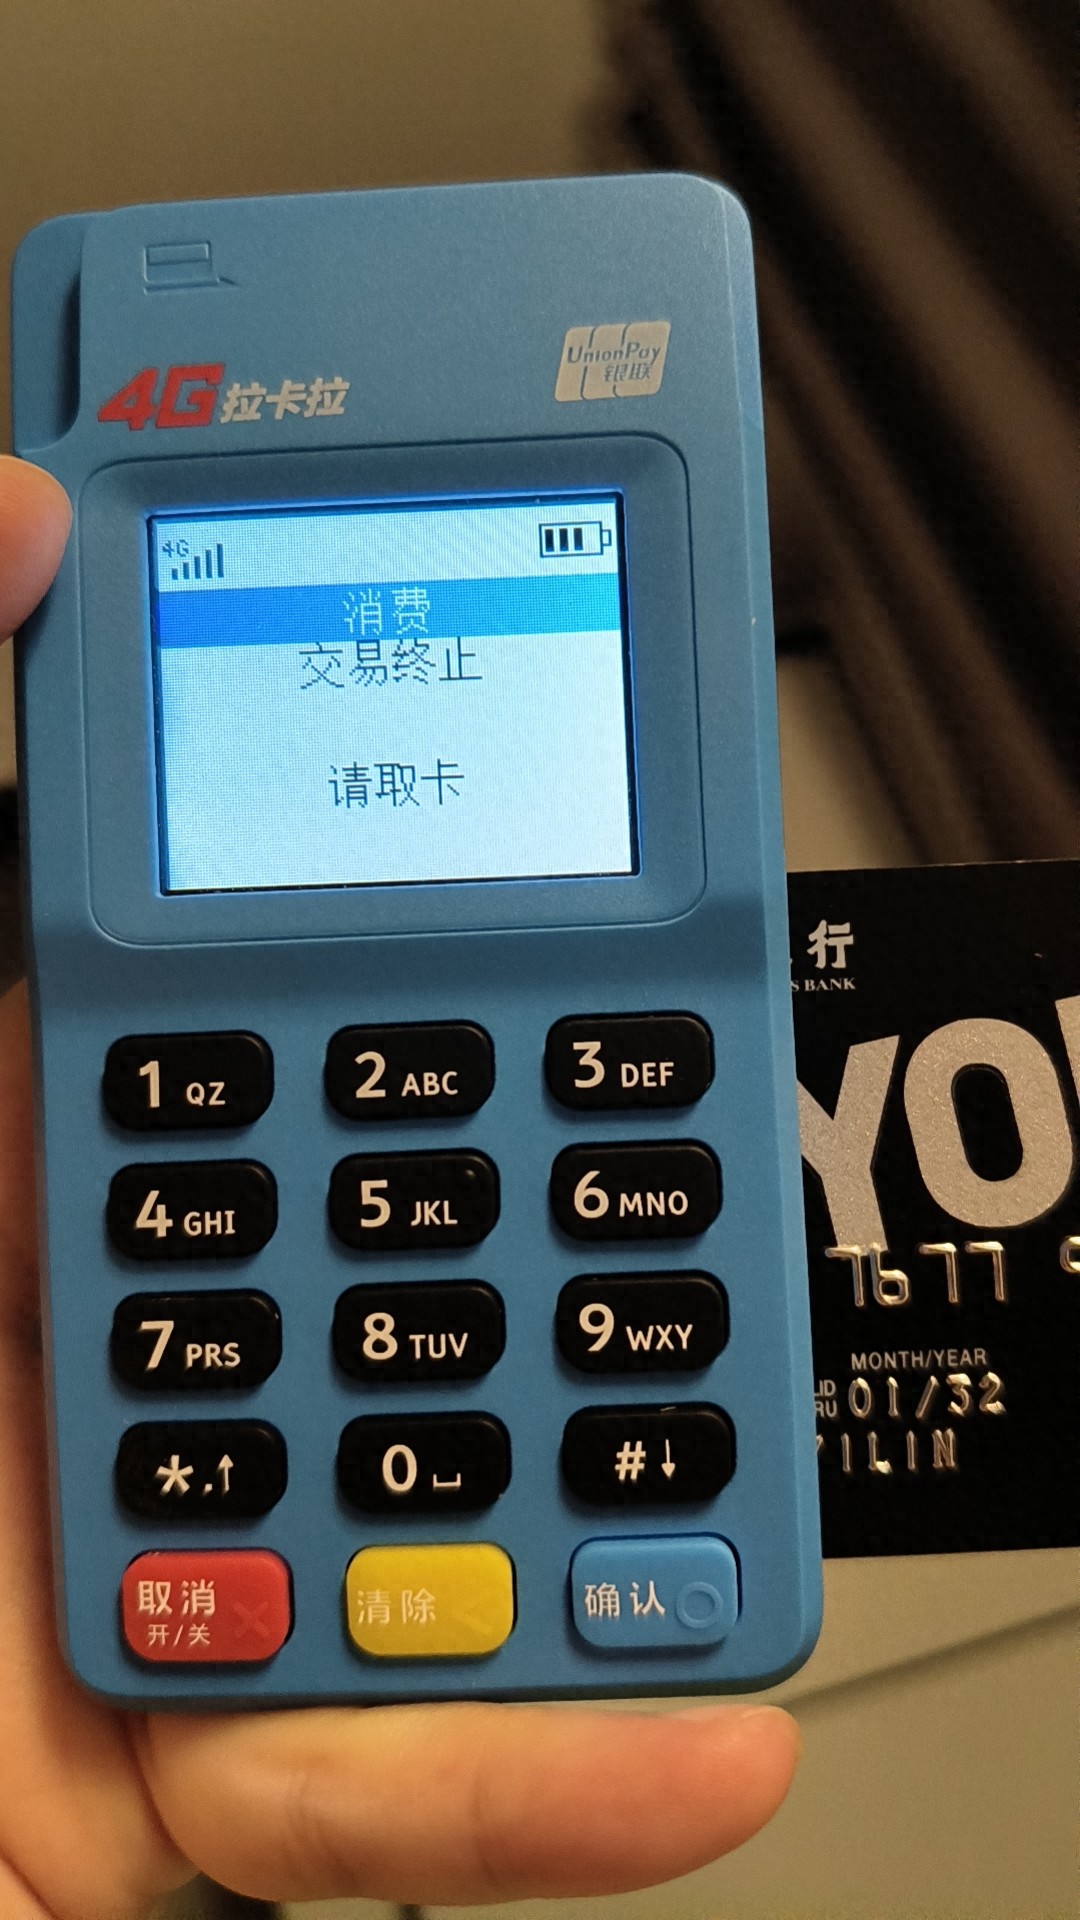 4G拉卡拉
UnionPay
银联
4G
消费
交易终止
请取卡
1 QZ
2 ABC
3 DEF
4 GHI
5 JKL
6 MNO
7 PRS
8 TUV
9 WXY
*.↑
0 ⎵
#↓
取消
开/关
清除
确认
行
S BANK
YO
7677
MONTH/YEAR
01/32
ILIN